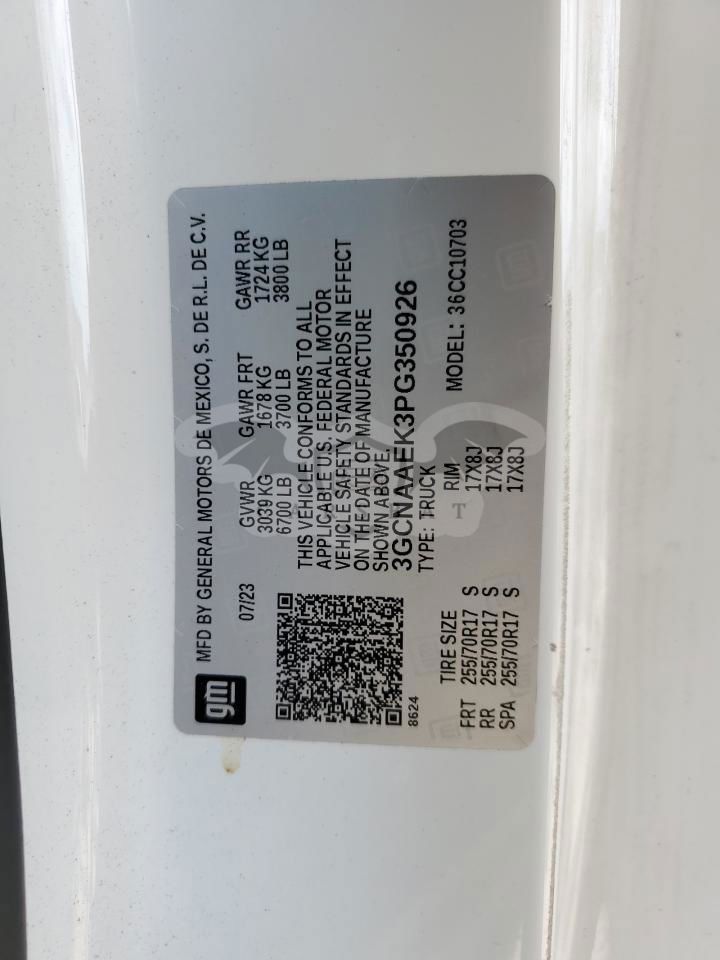 gm
MFD BY GENERAL MOTORS DE MEXICO, S. DE R.L. DE C.V.
07/23
GVWR GAWR FRT GAWR RR
3039 KG 1678 KG 1724 KG
6700 LB 3700 LB 3800 LB
THIS VEHICLE CONFORMS TO ALL
APPLICABLE U.S. FEDERAL MOTOR
VEHICLE SAFETY STANDARDS IN EFFECT
ON THE DATE OF MANUFACTURE
SHOWN ABOVE.
3GCNAAEK3PG350926
8624
TYPE: TRUCK
TIRE SIZE RIM MODEL: 36CC10703
FRT 255/70R17 S 17X8J
RR 255/70R17 S 17X8J
SPA 255/70R17 S 17X8J